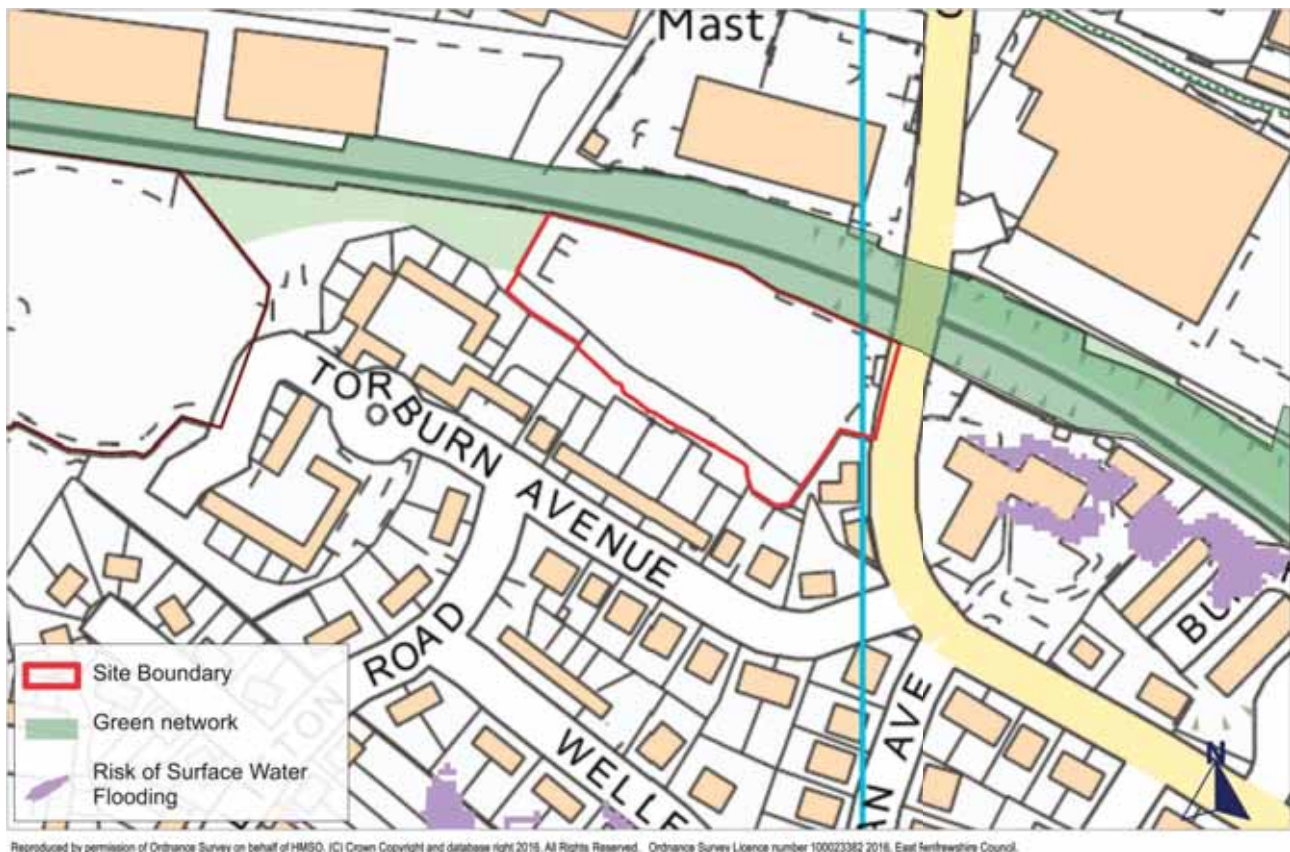 Mast
TORBURN AVENUE
ROAD
WELLE
AN AVE
BU
Site Boundary
Green network
Risk of Surface Water
Flooding
N
Reproduced by permission of Ordnance Survey on behalf of HMSO. (C) Crown Copyright and database right 2016. All Rights Reserved. Ordnance Survey Licence number 100023382 2016, East Renfrewshire Council.